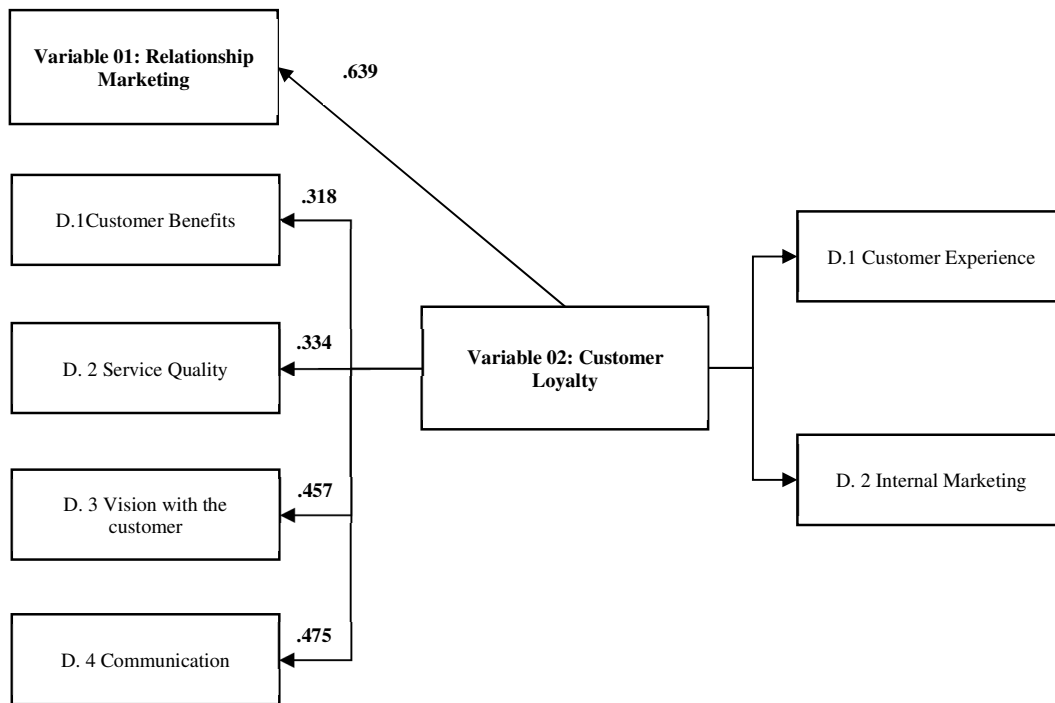 Variable 01: Relationship
Marketing
.639
D.1Customer Benefits
.318
D. 2 Service Quality
.334
D. 3 Vision with the
customer
.457
D. 4 Communication
.475
Variable 02: Customer
Loyalty
D.1 Customer Experience
D. 2 Internal Marketing